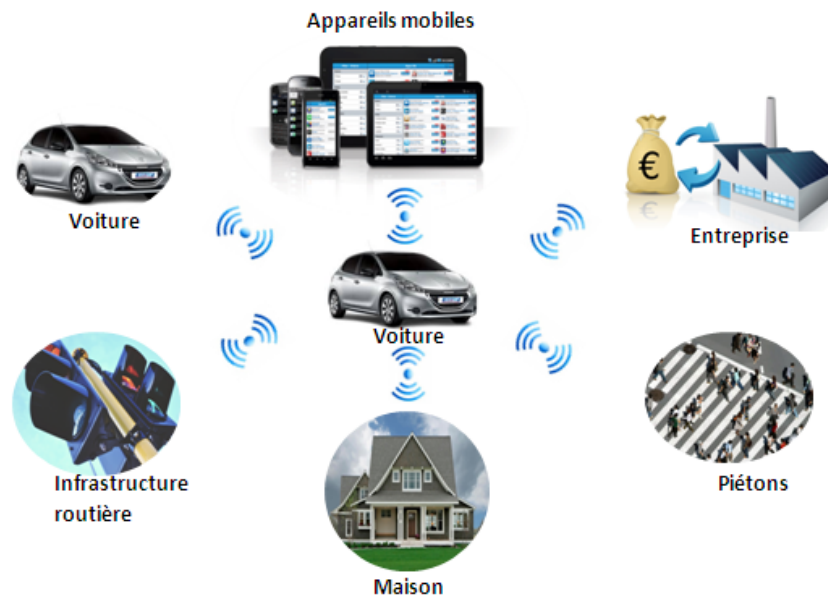 Appareils mobiles
Voiture
Entreprise
€
Voiture
Infrastructure
routière
Piétons
Maison